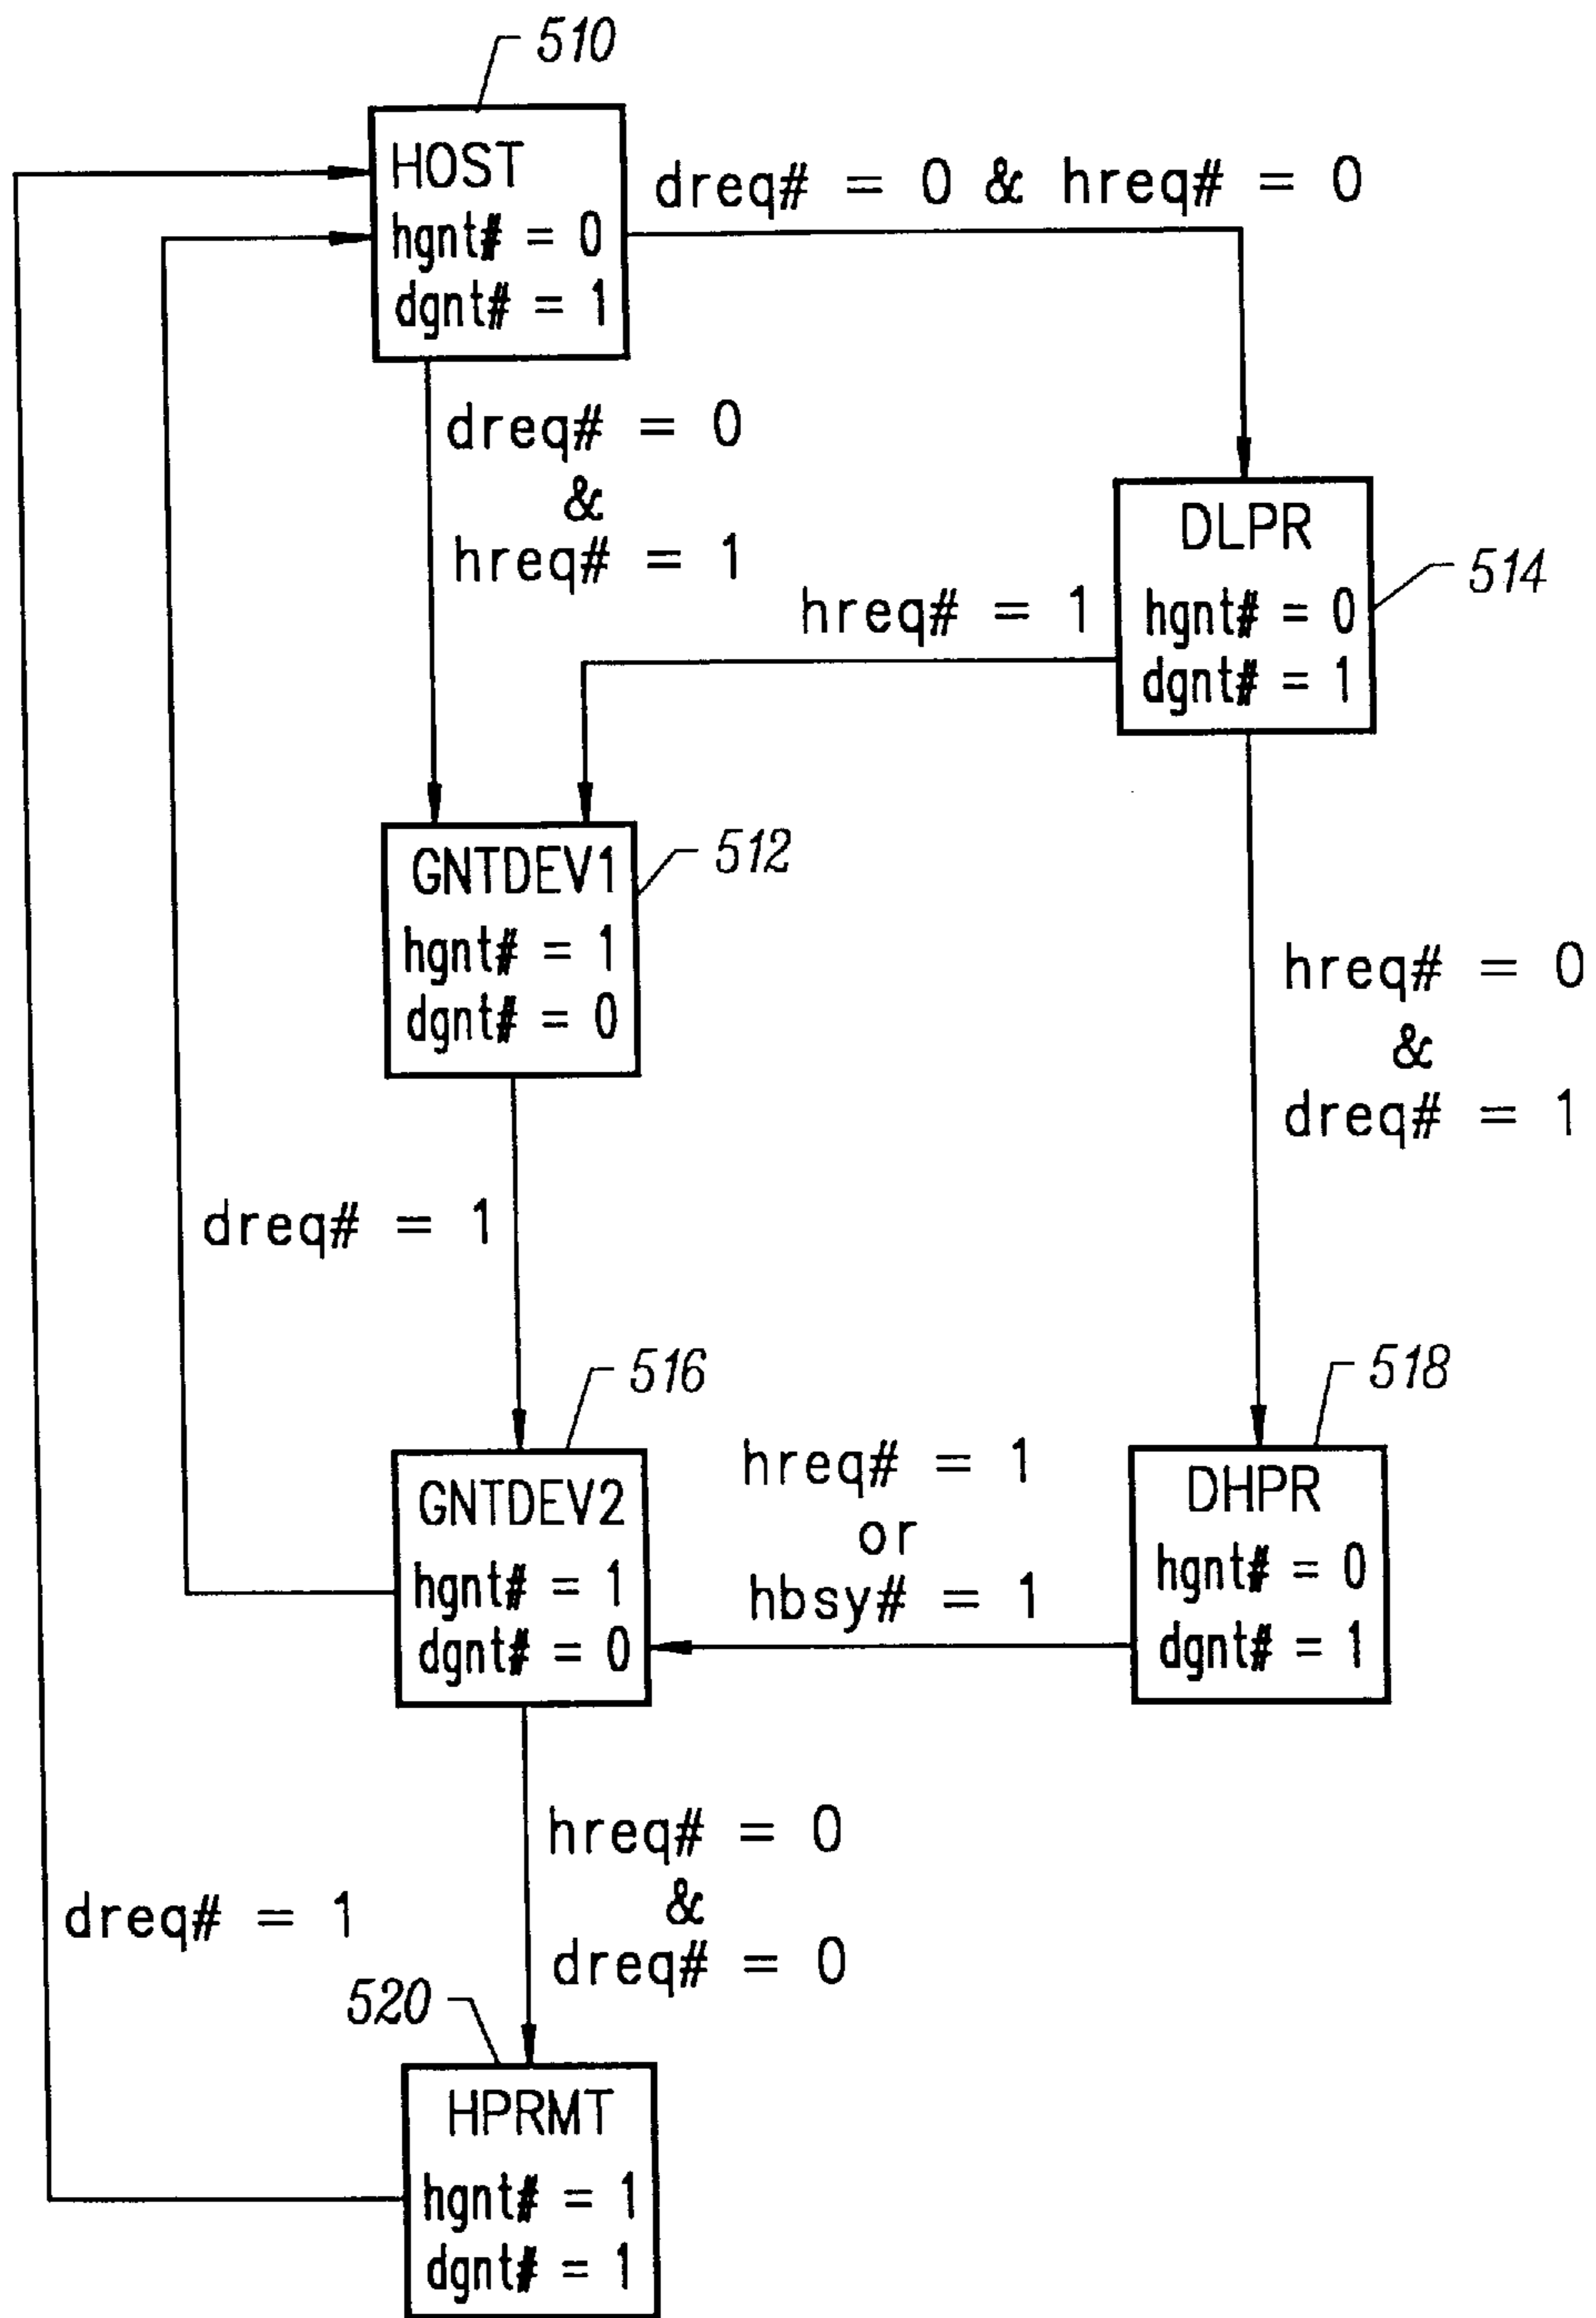 510
HOST
hgnt# = 0
dgnt# = 1
dreq# = 0 & hreq# = 0
dreq# = 0
&
hreq# = 1
DLPR
hgnt# = 0
dgnt# = 1
514
hreq# = 1
GNTDEV1
hgnt# = 1
dgnt# = 0
512
hreq# = 0
&
dreq# = 1
dreq# = 1
516
GNTDEV2
hgnt# = 1
dgnt# = 0
hreq# = 1
or
hbsy# = 1
518
DHPR
hgnt# = 0
dgnt# = 1
hreq# = 0
&
dreq# = 0
dreq# = 1
520
HPRMT
hgnt# = 1
dgnt# = 1